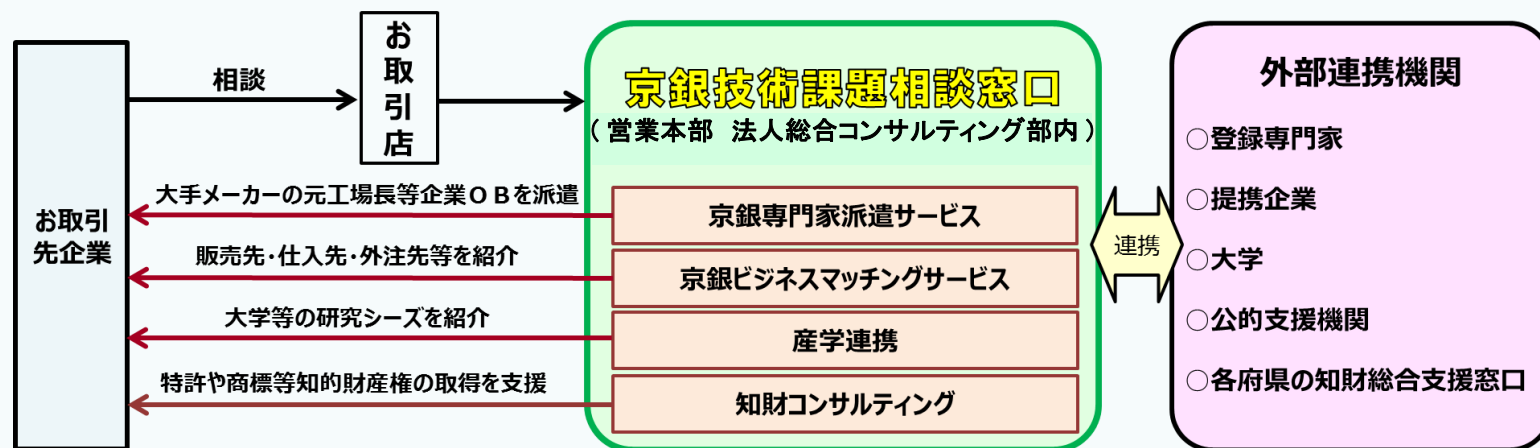 お取引先企業
相談
お取引店
京銀技術課題相談窓口
（営業本部 法人総合コンサルティング部内）
大手メーカーの元工場長等企業ＯＢを派遣
京銀専門家派遣サービス
販売先・仕入先・外注先等を紹介
京銀ビジネスマッチングサービス
大学等の研究シーズを紹介
産学連携
特許や商標等知的財産権の取得を支援
知財コンサルティング
連携
外部連携機関
○登録専門家
○提携企業
○大学
○公的支援機関
○各府県の知財総合支援窓口